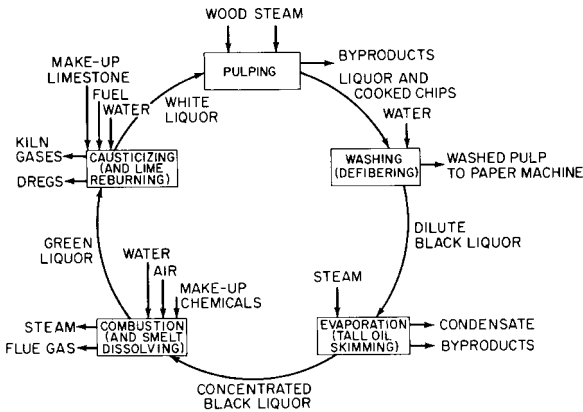 WOOD STEAM
PULPING
BYPRODUCTS
LIQUOR AND
COOKED CHIPS
MAKE-UP
LIMESTONE
FUEL
WATER
WHITE
LIQUOR
WATER
KILN
GASES
DREGS
CAUSTICIZING
(AND LIME
REBURNING)
WASHING
(DEFIBERING)
WASHED PULP
TO PAPER MACHINE
GREEN
LIQUOR
DILUTE
BLACK LIQUOR
WATER
AIR
MAKE-UP
CHEMICALS
STEAM
STEAM
FLUE GAS
COMBUSTION
(AND SMELT
DISSOLVING)
EVAPORATION
(TALL OIL
SKIMMING)
CONDENSATE
BYPRODUCTS
CONCENTRATED
BLACK LIQUOR